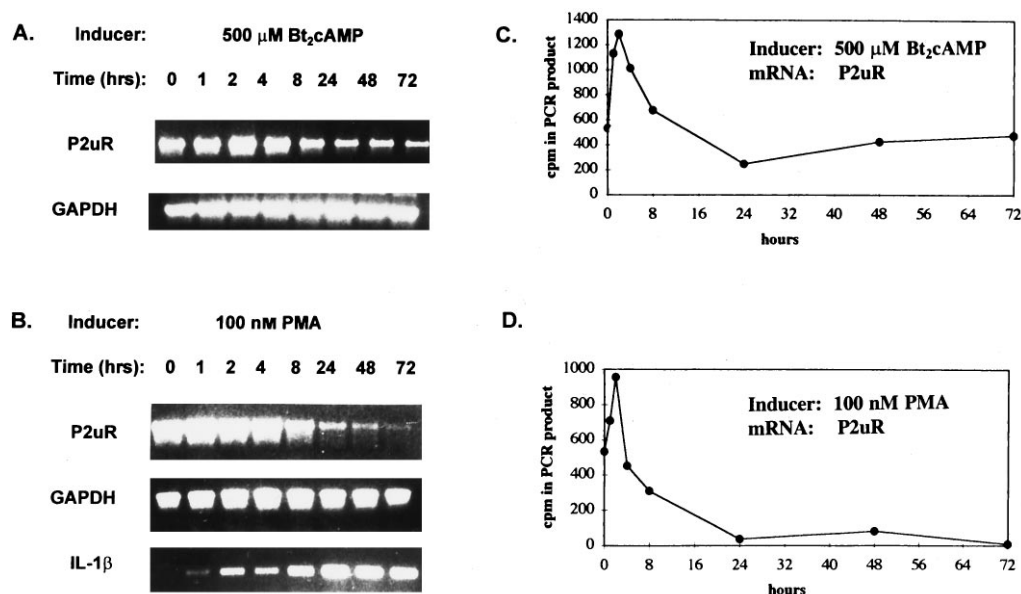 A. Inducer: 500 µM Bt₂cAMP
Time (hrs): 0 1 2 4 8 24 48 72
P2uR
GAPDH
B. Inducer: 100 nM PMA
Time (hrs): 0 1 2 4 8 24 48 72
P2uR
GAPDH
IL-1β
C.
cpm in PCR product
1400
1200
1000
800
600
400
200
0
Inducer: 500 µM Bt₂cAMP
mRNA: P2uR
0 8 16 24 32 40 48 56 64 72
hours
D.
cpm in PCR product
1000
800
600
400
200
0
Inducer: 100 nM PMA
mRNA: P2uR
0 8 16 24 32 40 48 56 64 72
hours